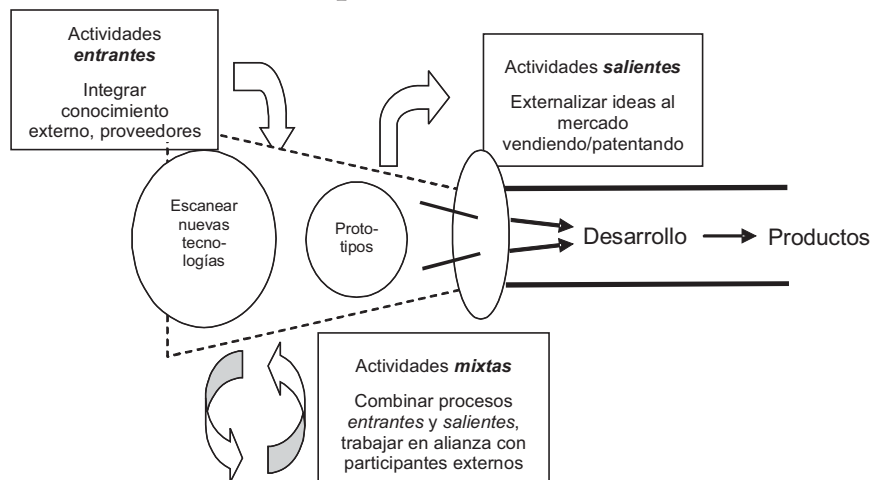 Actividades
entrantes
Integrar
conocimiento
externo, proveedores
Actividades salientes
Externalizar ideas al
mercado
vendiendo/patentando
Escanear
nuevas
tecno-
logías
Proto-
tipos
Desarrollo
Productos
Actividades mixtas
Combinar procesos
entrantes y salientes,
trabajar en alianza con
participantes externos